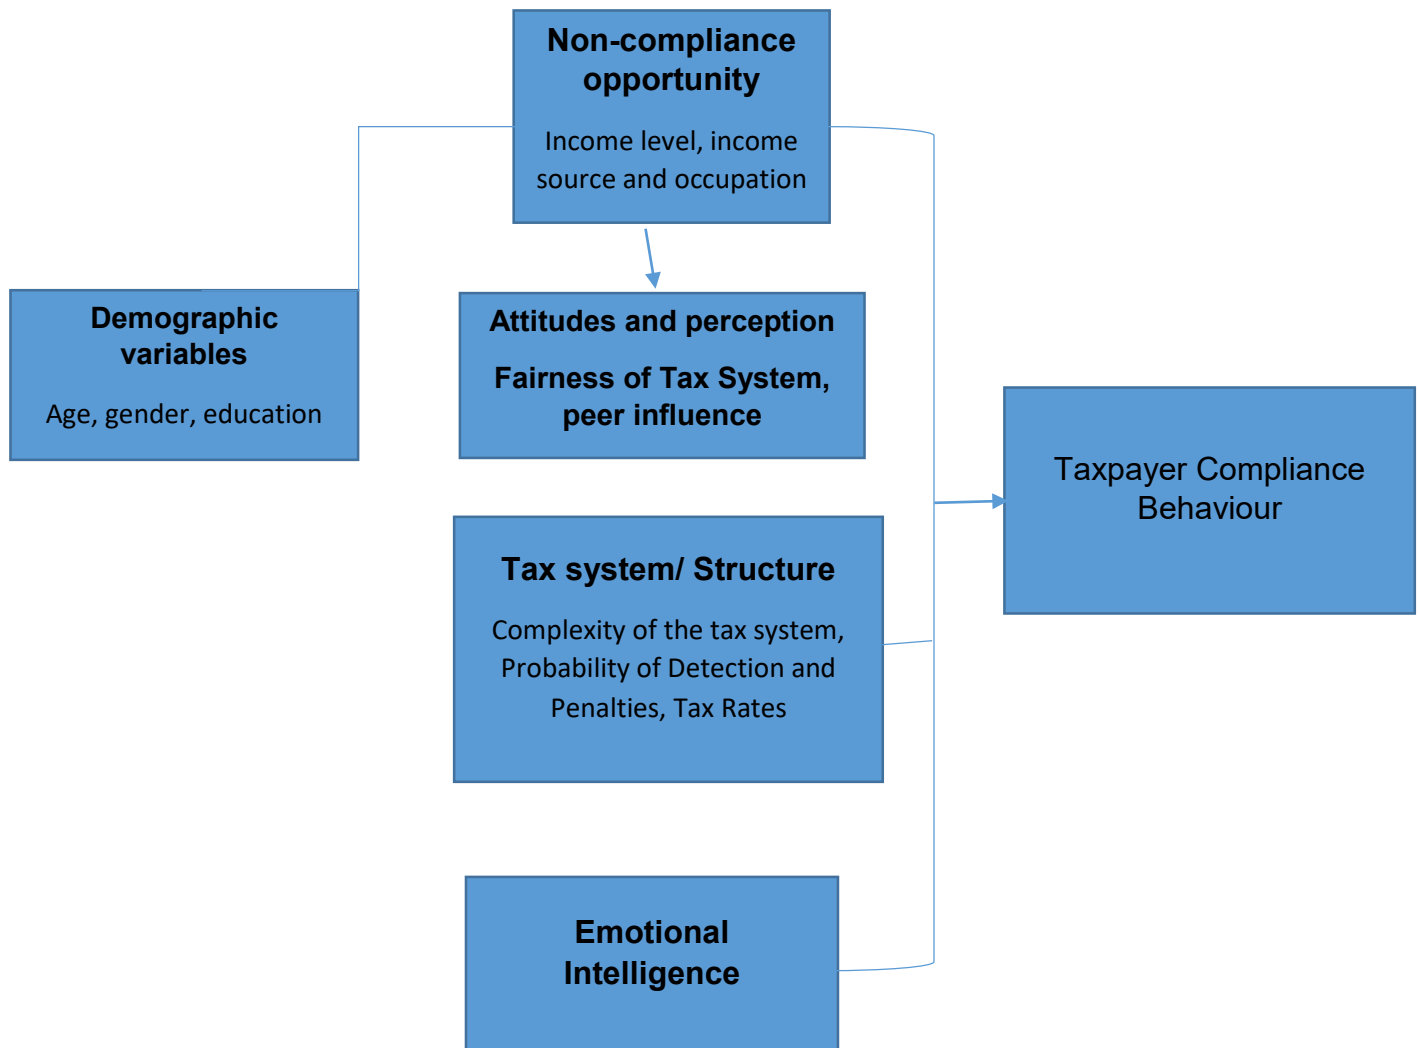 Non-compliance
opportunity
Income level, income
source and occupation
Demographic
variables
Age, gender, education
Attitudes and perception
Fairness of Tax System,
peer influence
Taxpayer Compliance
Behaviour
Tax system/ Structure
Complexity of the tax system,
Probability of Detection and
Penalties, Tax Rates
Emotional
Intelligence